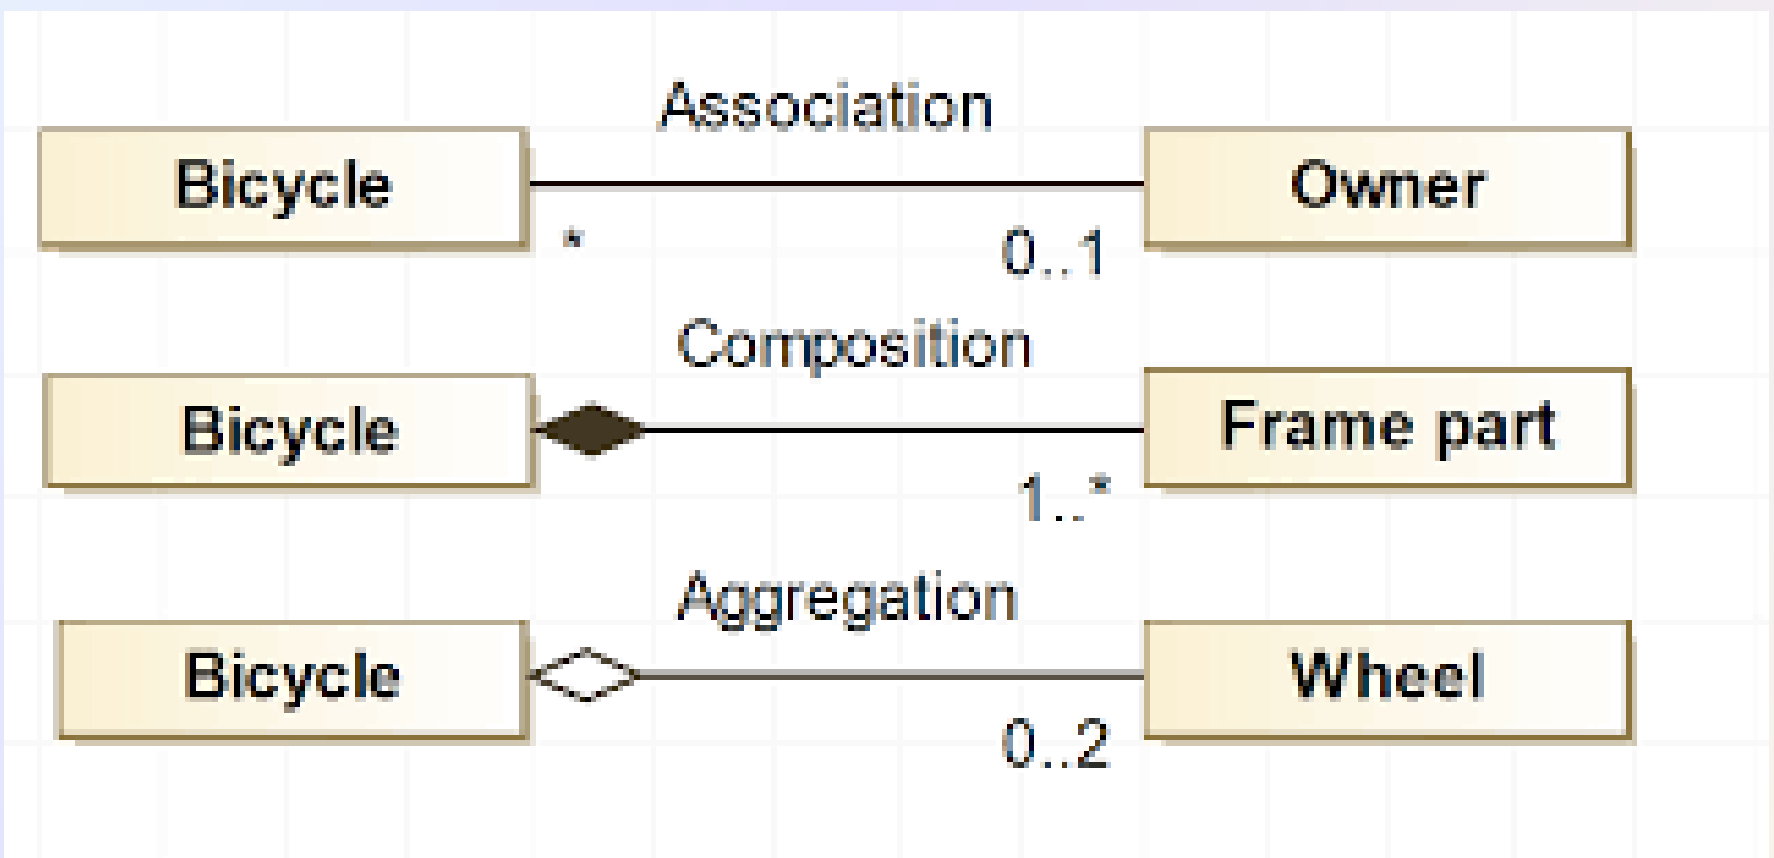 Association
Bicycle
Owner
*
0..1
Composition
Bicycle
Frame part
1..*
Aggregation
Bicycle
Wheel
0..2